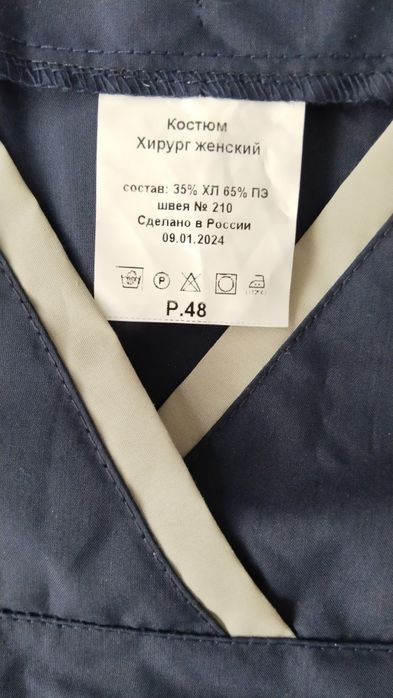 Костюм
Хирург женский
состав: 35% ХЛ 65% ПЭ
швея № 210
Сделано в России
09.01.2024
P
Р.48